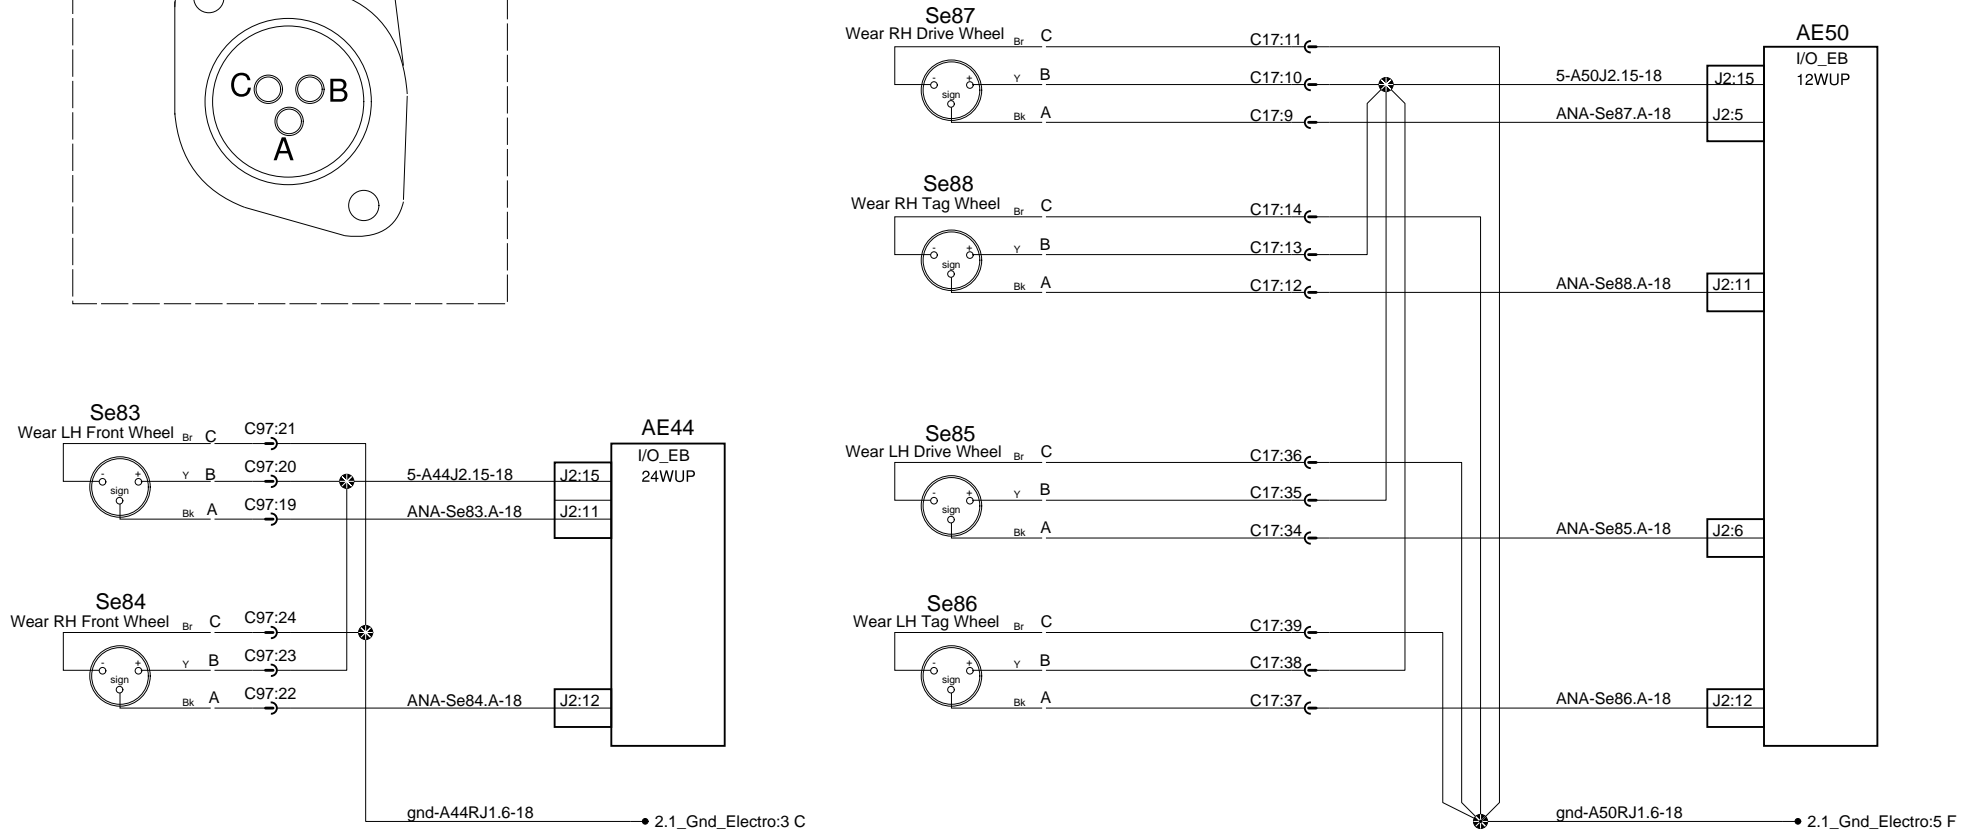 C B
A
Se87
Wear RH Drive Wheel Br C C17:11
Y B C17:10 5-A50J2.15-18 J2:15
- + sign
Bk A C17:9 ANA-Se87.A-18 J2:5
AE50
I/O_EB
12WUP
Se88
Wear RH Tag Wheel Br C C17:14
Y B C17:13
- + sign
Bk A C17:12 ANA-Se88.A-18 J2:11
Se85
Wear LH Drive Wheel Br C C17:36
Y B C17:35
- + sign
Bk A C17:34 ANA-Se85.A-18 J2:6
Se86
Wear LH Tag Wheel Br C C17:39
Y B C17:38
- + sign
Bk A C17:37 ANA-Se86.A-18 J2:12
gnd-A50RJ1.6-18 2.1_Gnd_Electro:5 F
Se83
Wear LH Front Wheel Br C C97:21
Y B C97:20 5-A44J2.15-18 J2:15
- + sign
Bk A C97:19 ANA-Se83.A-18 J2:11
AE44
I/O_EB
24WUP
Se84
Wear RH Front Wheel Br C C97:24
Y B C97:23
- + sign
Bk A C97:22 ANA-Se84.A-18 J2:12
gnd-A44RJ1.6-18 2.1_Gnd_Electro:3 C